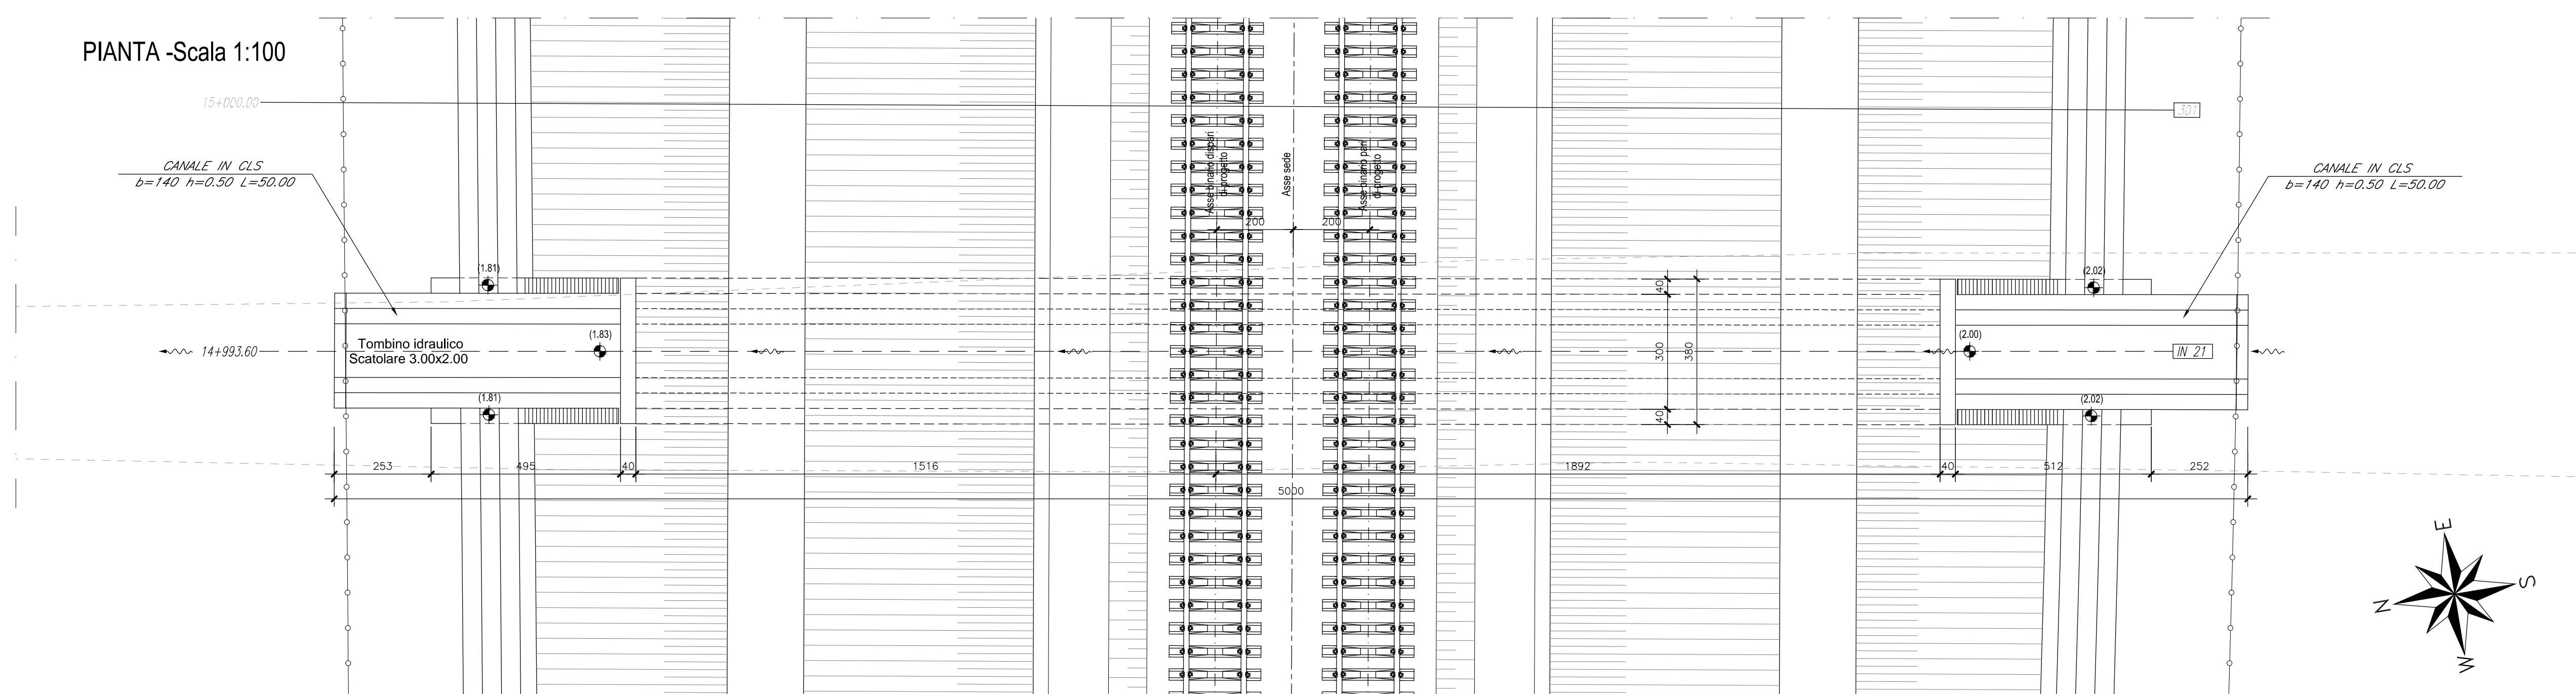 PIANTA -Scala 1:100
15+000.00
301
CANALE IN CLS
b=140 h=0.50 L=50.00
CANALE IN CLS
b=140 h=0.50 L=50.00
Asse binario dispari
di progetto
Asse sede
Asse binario pari
di progetto
200
200
(1.81)
(2.02)
14+993.60
Tombino idraulico
Scatolare 3.00x2.00
(1.83)
40
300
380
40
(2.00)
IN 21
(1.81)
(2.02)
253
495
40
1516
1892
40
512
252
5000
E
S
N
W